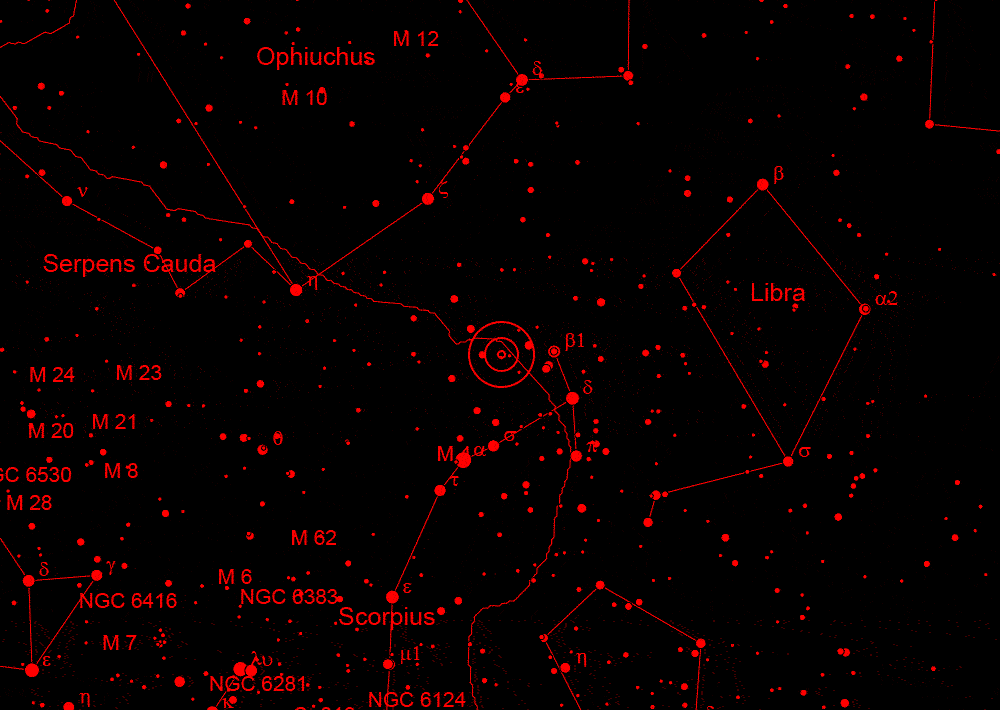 M 12
Ophiuchus
δ
ε
M 10
β
ν
ζ
Serpens Cauda
η
Libra
α2
β1
M 24
M 23
δ
M 21
M 20
θ
σ
α
π
σ
M 8
NGC 6530
τ
M 28
M 62
δ
γ
M 6
NGC 6383
ε
NGC 6416
Scorpius
M 7
ε
λυ
μ1
η
NGC 6281
η
κ
NGC 6124